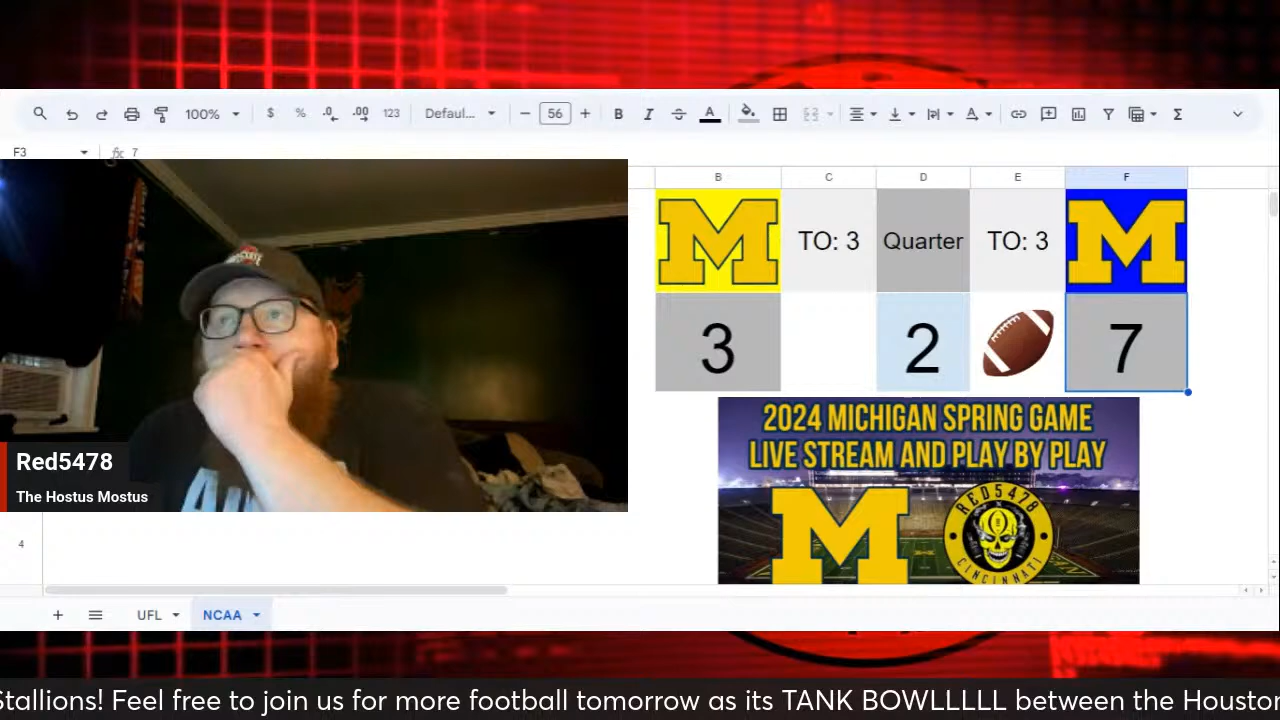 100% $ % .0 .00 123 Defaul... − 56 + B I A Σ
F3 fx 7
B C D E F
M TO: 3 Quarter TO: 3 M
3 2 7
2024 MICHIGAN SPRING GAME
LIVE STREAM AND PLAY BY PLAY
M RED5478
CINCINNATI
Red5478
The Hostus Mostus
4
+ UFL NCAA
Stallions! Feel free to join us for more football tomorrow as its TANK BOWLLLLL between the Houston